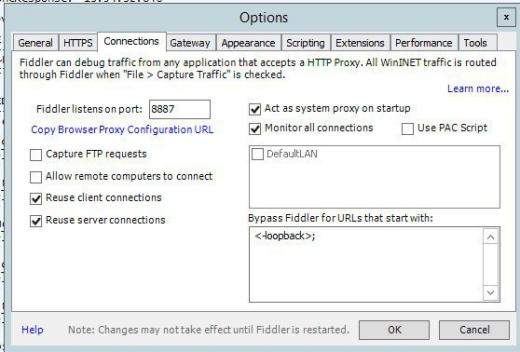 Options
x
General HTTPS Connections Gateway Appearance Scripting Extensions Performance Tools
Fiddler can debug traffic from any application that accepts a HTTP Proxy. All WinINET traffic is routed
through Fiddler when "File > Capture Traffic" is checked.
Learn more...
Fiddler listens on port: 8887
Act as system proxy on startup
Copy Browser Proxy Configuration URL
Monitor all connections
Use PAC Script
Capture FTP requests
DefaultLAN
Allow remote computers to connect
Reuse client connections
Reuse server connections
Bypass Fiddler for URLs that start with:
<-loopback>;
Help
Note: Changes may not take effect until Fiddler is restarted.
OK
Cancel